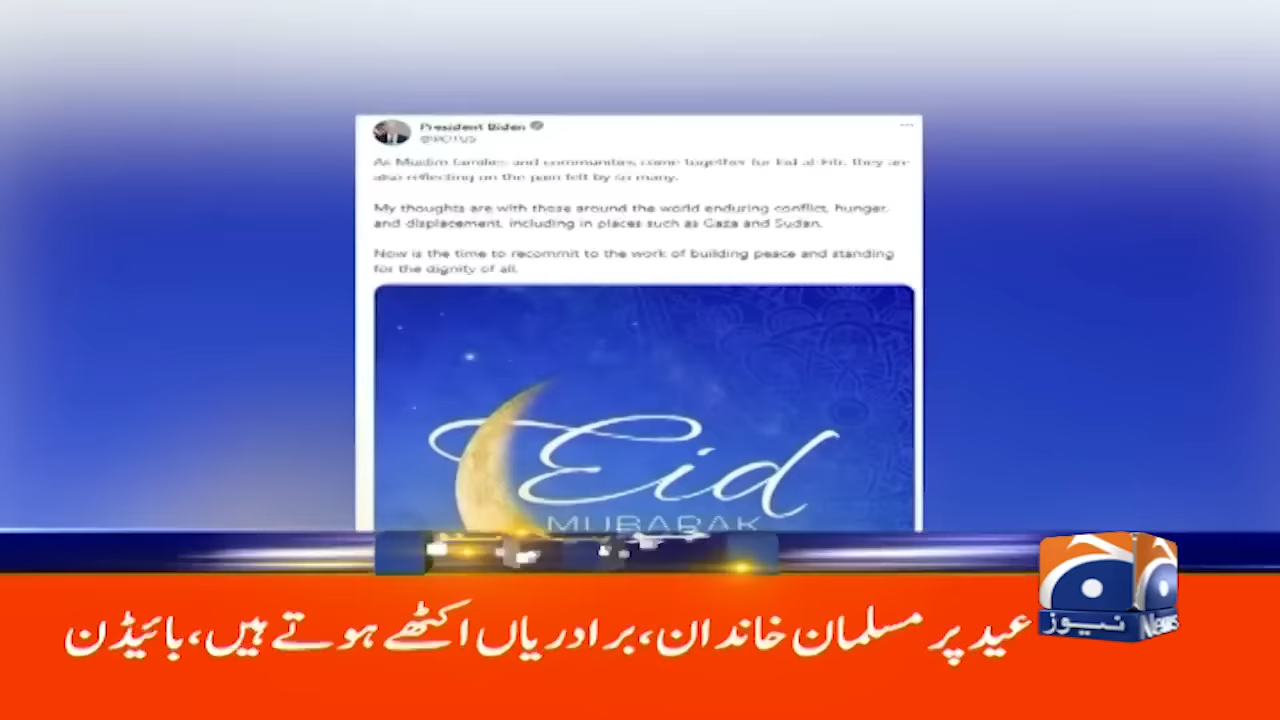 President Biden
@POTUS
As Muslim families and communities come together for Eid al-Fitr, they are
also reflecting on the pain felt by so many.
My thoughts are with those around the world enduring conflict, hunger,
and displacement, including in places such as Gaza and Sudan.
Now is the time to recommit to the work of building peace and standing
for the dignity of all.
Eid
MUBARAK
عید پر مسلمان خاندان، برادریاں اکٹھے ہوتے ہیں، بائیڈن
نیوز News